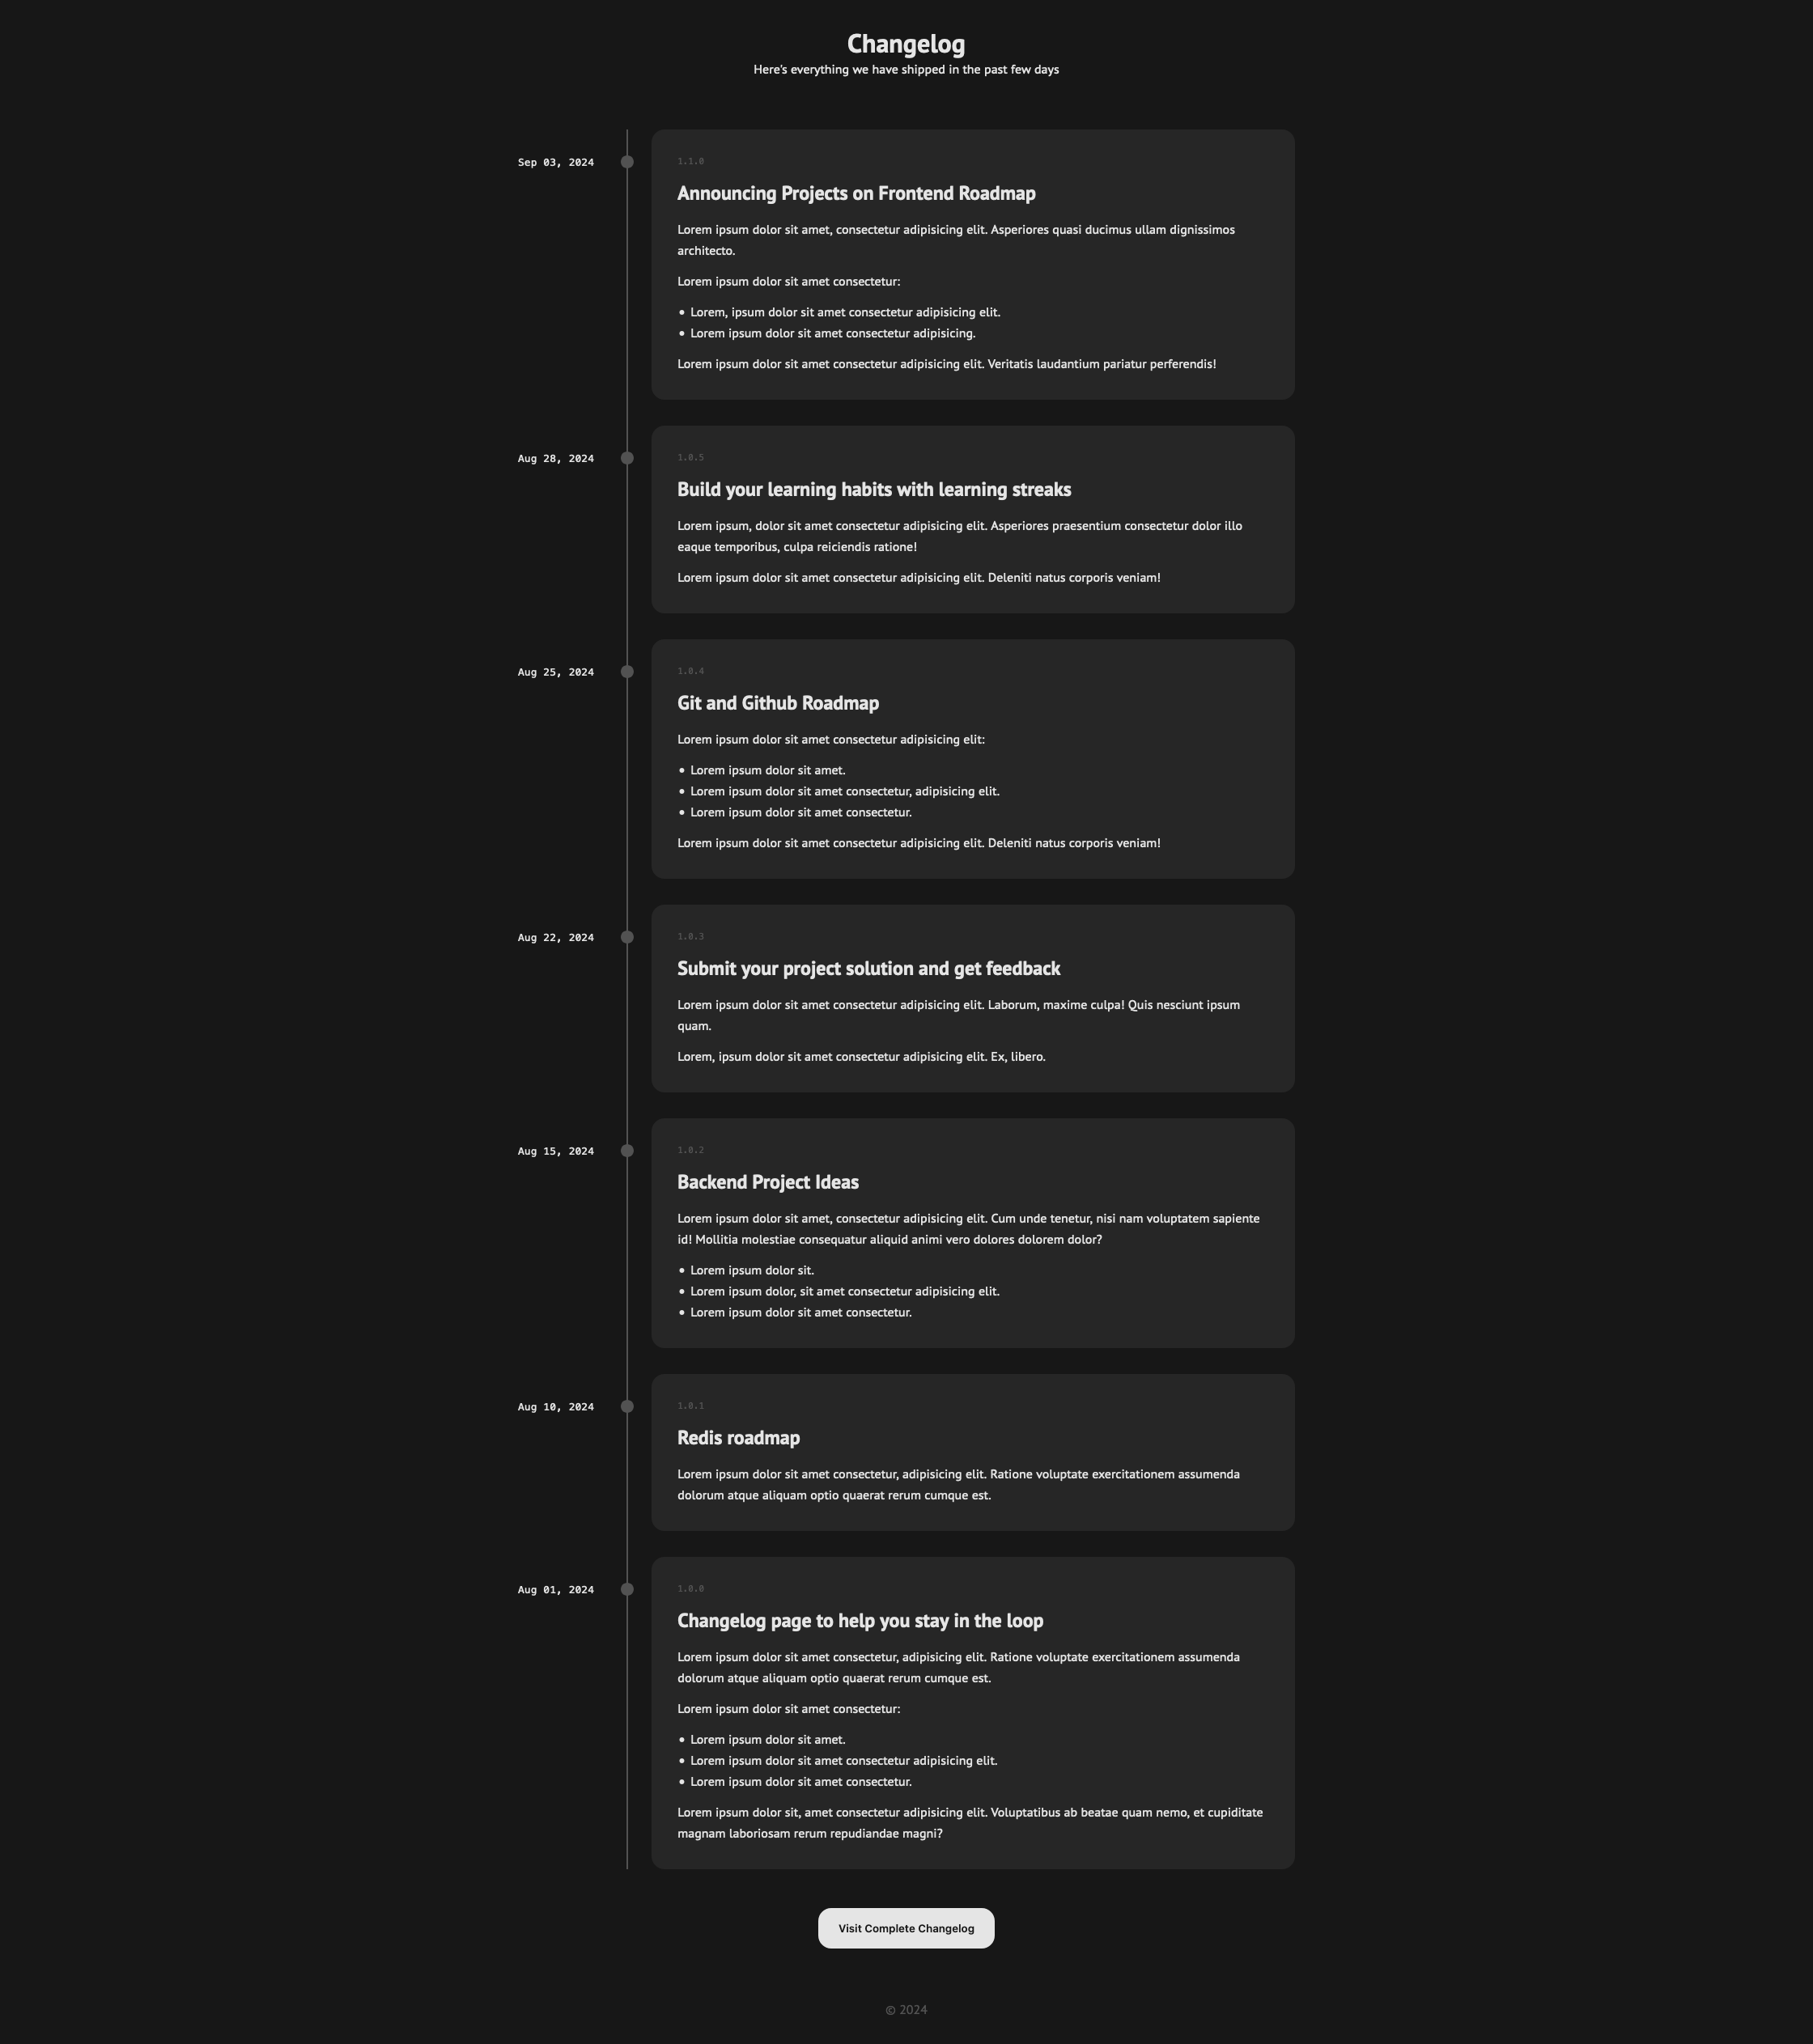 Changelog
Here's everything we have shipped in the past few days
Sep 03, 2024
1.1.0
Announcing Projects on Frontend Roadmap
Lorem ipsum dolor sit amet, consectetur adipisicing elit. Asperiores quasi ducimus ullam dignissimos
architecto.
Lorem ipsum dolor sit amet consectetur:
• Lorem, ipsum dolor sit amet consectetur adipisicing elit.
• Lorem ipsum dolor sit amet consectetur adipisicing.
Lorem ipsum dolor sit amet consectetur adipisicing elit. Veritatis laudantium pariatur perferendis!
Aug 28, 2024
1.0.5
Build your learning habits with learning streaks
Lorem ipsum, dolor sit amet consectetur adipisicing elit. Asperiores praesentium consectetur dolor illo
eaque temporibus, culpa reiciendis ratione!
Lorem ipsum dolor sit amet consectetur adipisicing elit. Deleniti natus corporis veniam!
Aug 25, 2024
1.0.4
Git and Github Roadmap
Lorem ipsum dolor sit amet consectetur adipisicing elit:
• Lorem ipsum dolor sit amet.
• Lorem ipsum dolor sit amet consectetur, adipisicing elit.
• Lorem ipsum dolor sit amet consectetur.
Lorem ipsum dolor sit amet consectetur adipisicing elit. Deleniti natus corporis veniam!
Aug 22, 2024
1.0.3
Submit your project solution and get feedback
Lorem ipsum dolor sit amet consectetur adipisicing elit. Laborum, maxime culpa! Quis nesciunt ipsum
quam.
Lorem, ipsum dolor sit amet consectetur adipisicing elit. Ex, libero.
Aug 15, 2024
1.0.2
Backend Project Ideas
Lorem ipsum dolor sit amet, consectetur adipisicing elit. Cum unde tenetur, nisi nam voluptatem sapiente
id! Mollitia molestiae consequatur aliquid animi vero dolores dolorem dolor?
• Lorem ipsum dolor sit.
• Lorem ipsum dolor, sit amet consectetur adipisicing elit.
• Lorem ipsum dolor sit amet consectetur.
Aug 10, 2024
1.0.1
Redis roadmap
Lorem ipsum dolor sit amet consectetur, adipisicing elit. Ratione voluptate exercitationem assumenda
dolorum atque aliquam optio quaerat rerum cumque est.
Aug 01, 2024
1.0.0
Changelog page to help you stay in the loop
Lorem ipsum dolor sit amet consectetur, adipisicing elit. Ratione voluptate exercitationem assumenda
dolorum atque aliquam optio quaerat rerum cumque est.
Lorem ipsum dolor sit amet consectetur:
• Lorem ipsum dolor sit amet.
• Lorem ipsum dolor sit amet consectetur adipisicing elit.
• Lorem ipsum dolor sit amet consectetur.
Lorem ipsum dolor sit, amet consectetur adipisicing elit. Voluptatibus ab beatae quam nemo, et cupiditate
magnam laboriosam rerum repudiandae magni?
Visit Complete Changelog
© 2024